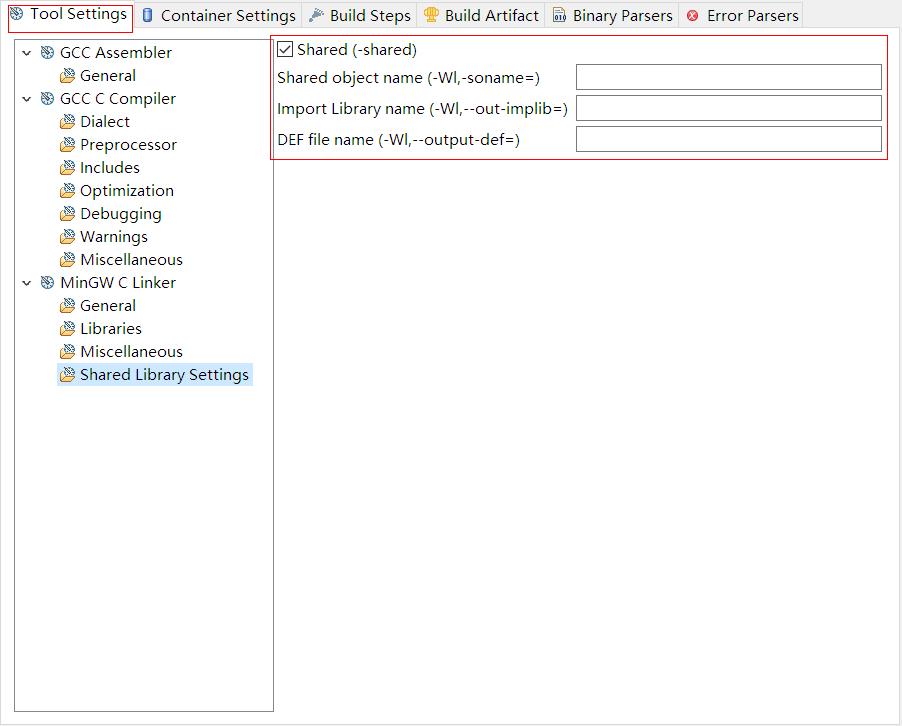 Tool Settings Container Settings Build Steps Build Artifact Binary Parsers Error Parsers
GCC Assembler
General
GCC C Compiler
Dialect
Preprocessor
Includes
Optimization
Debugging
Warnings
Miscellaneous
MinGW C Linker
General
Libraries
Miscellaneous
Shared Library Settings
Shared (-shared)
Shared object name (-Wl,-soname=)
Import Library name (-Wl,--out-implib=)
DEF file name (-Wl,--output-def=)